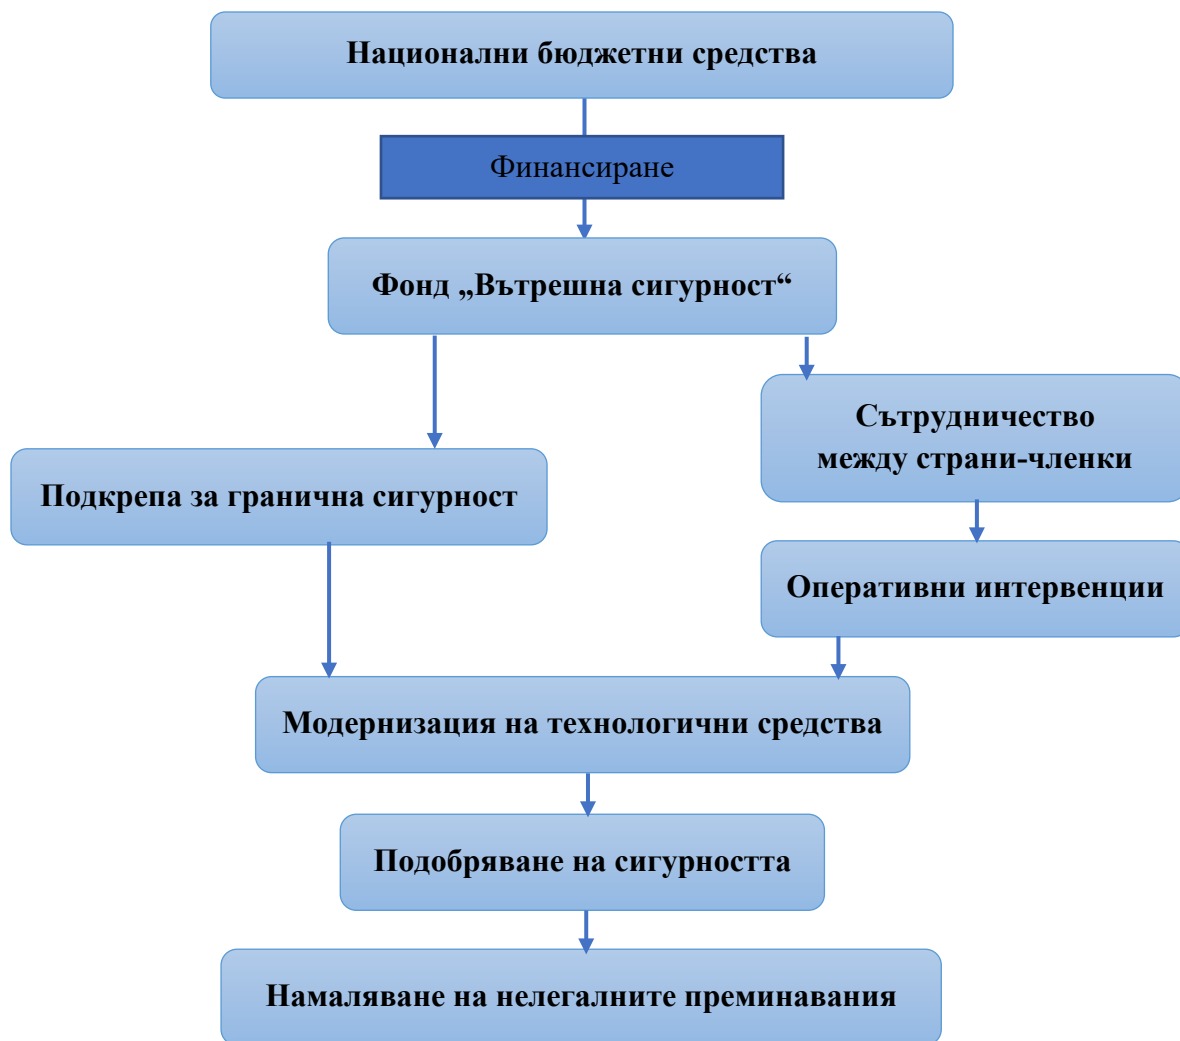 Национални бюджетни средства
Финансиране
Фонд „Вътрешна сигурност“
Сътрудничество
между страни-членки
Подкрепа за гранична сигурност
Оперативни интервенции
Модернизация на технологични средства
Подобряване на сигурността
Намаляване на нелегалните преминавания